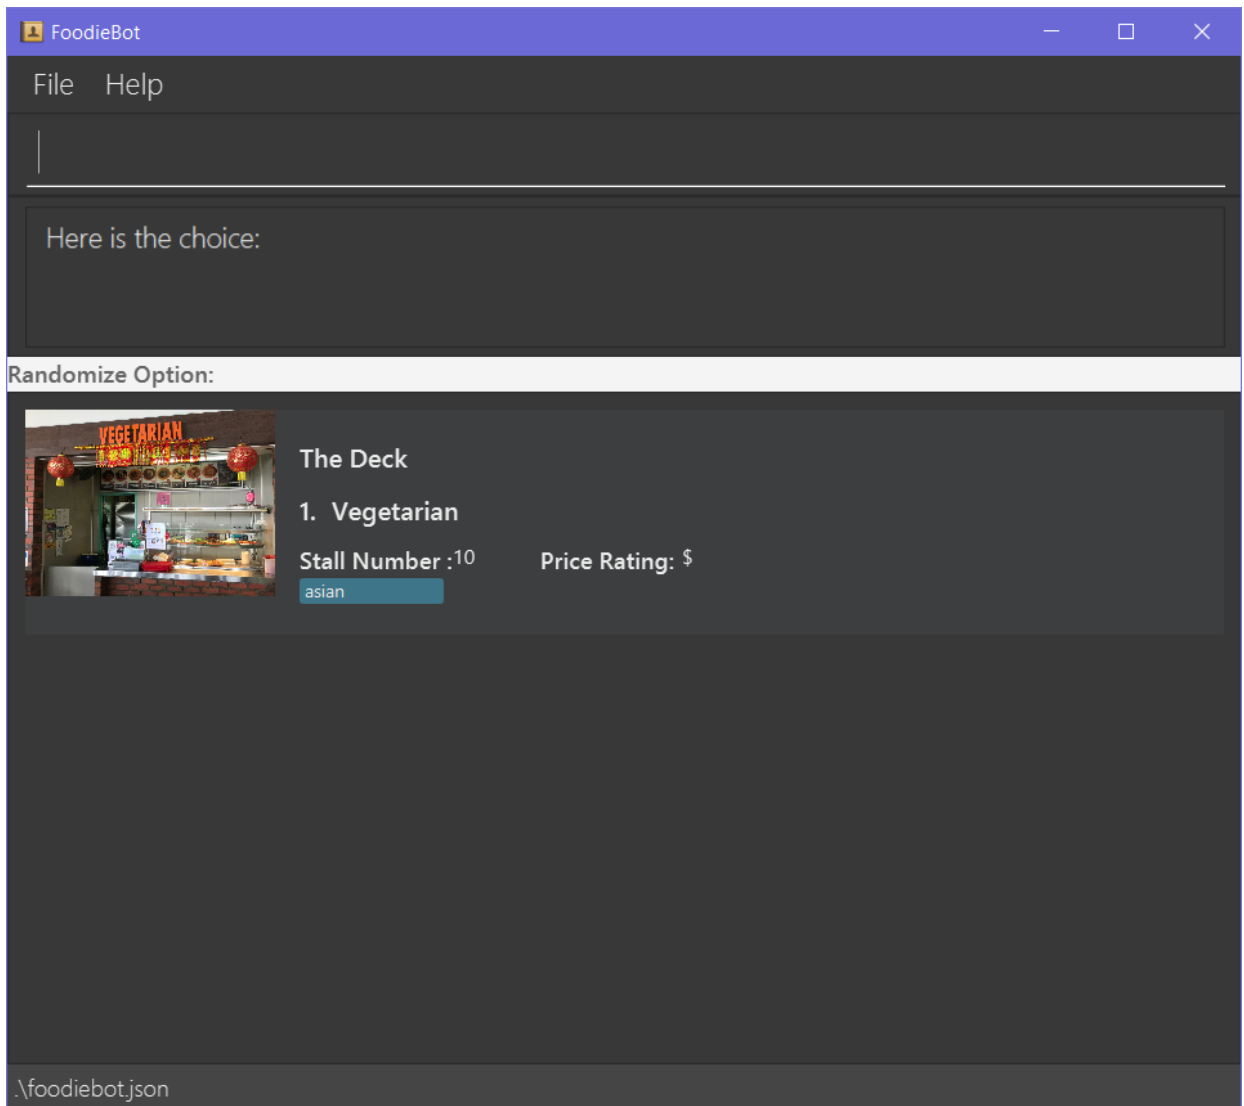 FoodieBot
File Help
Here is the choice:
Randomize Option:
VEGETARIAN
The Deck
1. Vegetarian
Stall Number :10 Price Rating: $
asian
.\foodiebot.json